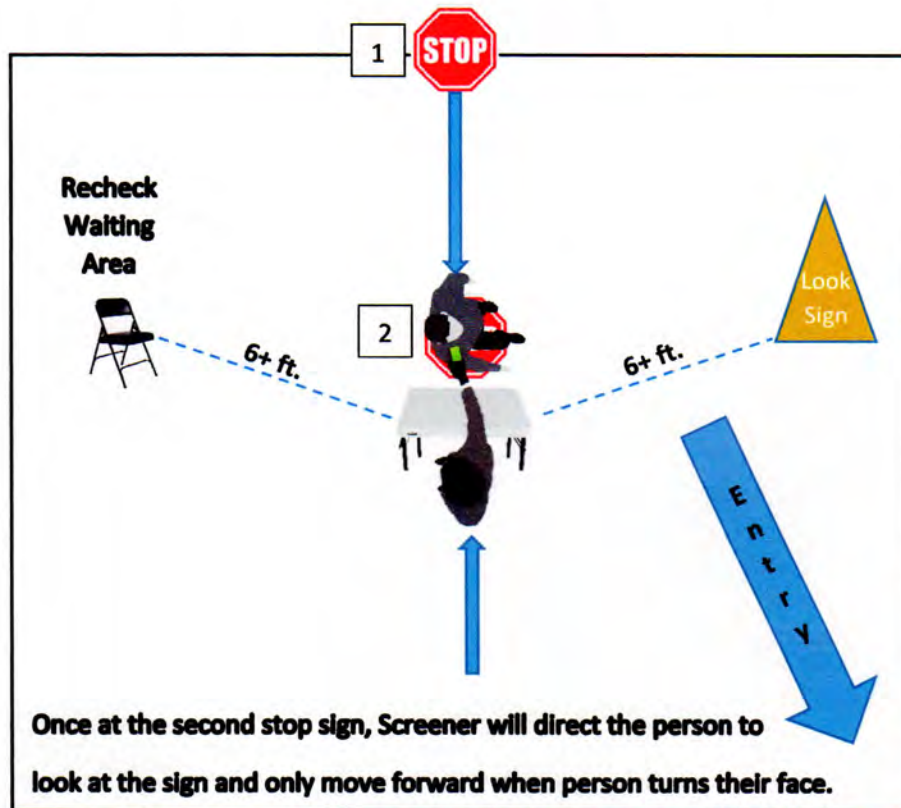 1
STOP
Recheck
Waiting
Area
Look
Sign
2
6+ ft.
6+ ft.
Entry
Once at the second stop sign, Screener will direct the person to
look at the sign and only move forward when person turns their face.